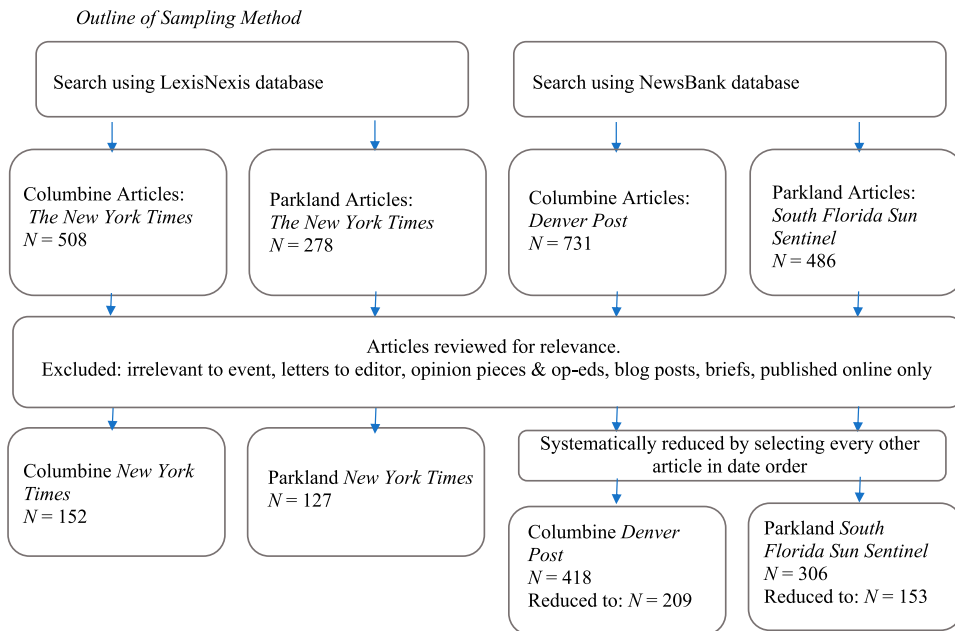 Outline of Sampling Method
Search using LexisNexis database
Search using NewsBank database
Columbine Articles:
The New York Times
N = 508
Parkland Articles:
The New York Times
N = 278
Columbine Articles:
Denver Post
N = 731
Parkland Articles:
South Florida Sun
Sentinel
N = 486
Articles reviewed for relevance.
Excluded: irrelevant to event, letters to editor, opinion pieces & op-eds, blog posts, briefs, published online only
Columbine New York
Times
N = 152
Parkland New York Times
N = 127
Systematically reduced by selecting every other
article in date order
Columbine Denver
Post
N = 418
Reduced to: N = 209
Parkland South
Florida Sun Sentinel
N = 306
Reduced to: N = 153